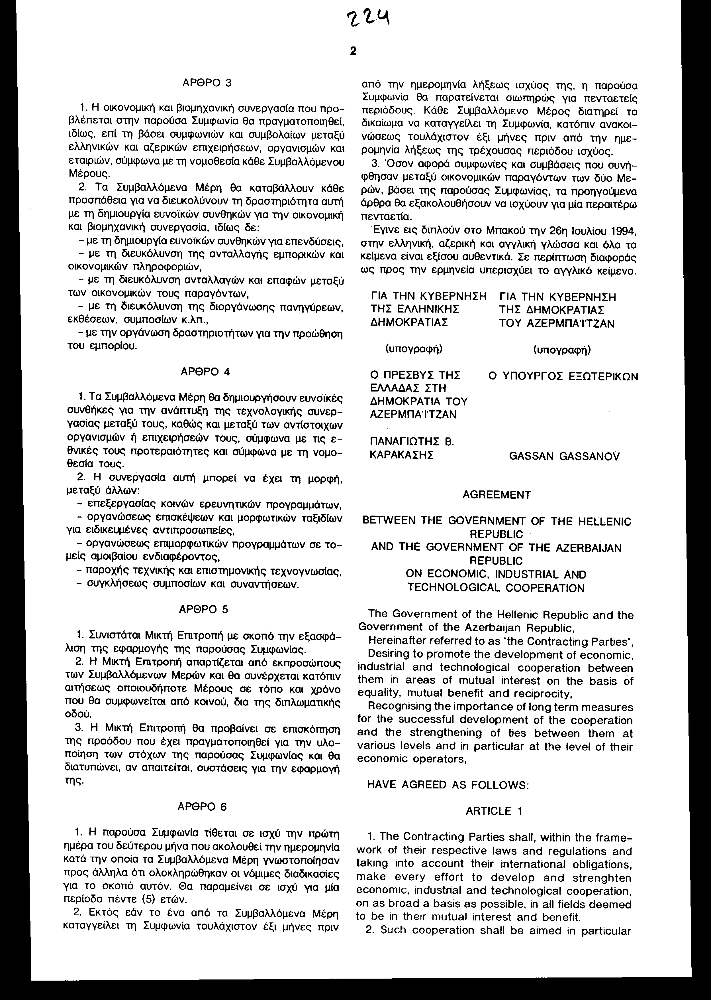 224
2
ΑΡΘΡΟ 3
1. Η οικονομική και βιομηχανική συνεργασία που προ-
βλέπεται στην παρούσα Συμφωνία θα πραγματοποιηθεί,
ιδίως, επί τη βάσει συμφωνιών και συμβολαίων μεταξύ
ελληνικών και αζερικών επιχειρήσεων, οργανισμών και
εταιριών, σύμφωνα με τη νομοθεσία κάθε Συμβαλλόμενου
Μέρους.
2. Τα Συμβαλλόμενα Μέρη θα καταβάλλουν κάθε
προσπάθεια για να διευκολύνουν τη δραστηριότητα αυτή
με τη δημιουργία ευνοϊκών συνθηκών για την οικονομική
και βιομηχανική συνεργασία, ιδίως δε:
- με τη δημιουργία ευνοϊκών συνθηκών για επενδύσεις,
- με τη διευκόλυνση της ανταλλαγής εμπορικών και
οικονομικών πληροφοριών,
- με τη διευκόλυνση ανταλλαγών και επαφών μεταξύ
των οικονομικών τους παραγόντων,
- με τη διευκόλυνση της διοργάνωσης πανηγύρεων,
εκθέσεων, συμποσίων κ.λπ.,
- με την οργάνωση δραστηριοτήτων για την προώθηση
του εμπορίου.
ΑΡΘΡΟ 4
1. Τα Συμβαλλόμενα Μέρη θα δημιουργήσουν ευνοϊκές
συνθήκες για την ανάπτυξη της τεχνολογικής συνερ-
γασίας μεταξύ τους, καθώς και μεταξύ των αντίστοιχων
οργανισμών ή επιχειρήσεών τους, σύμφωνα με τις ε-
θνικές τους προτεραιότητες και σύμφωνα με τη νομο-
θεσία τους.
2. Η συνεργασία αυτή μπορεί να έχει τη μορφή,
μεταξύ άλλων:
- επεξεργασίας κοινών ερευνητικών προγραμμάτων,
- οργανώσεως επισκέψεων και μορφωτικών ταξιδίων
για ειδικευμένες αντιπροσωπείες,
- οργανώσεως επιμορφωτικών προγραμμάτων σε το-
μείς αμοιβαίου ενδιαφέροντος,
- παροχής τεχνικής και επιστημονικής τεχνογνωσίας,
- συγκλήσεως συμποσίων και συναντήσεων.
ΑΡΘΡΟ 5
1. Συνιστάται Μικτή Επιτροπή με σκοπό την εξασφά-
λιση της εφαρμογής της παρούσας Συμφωνίας.
2. Η Μικτή Επιτροπή απαρτίζεται από εκπροσώπους
των Συμβαλλόμενων Μερών και θα συνέρχεται κατόπιν
αιτήσεως οποιουδήποτε Μέρους σε τόπο και χρόνο
που θα συμφωνείται από κοινού, δια της διπλωματικής
οδού.
3. Η Μικτή Επιτροπή θα προβαίνει σε επισκόπηση
της προόδου που έχει πραγματοποιηθεί για την υλο-
ποίηση των στόχων της παρούσας Συμφωνίας και θα
διατυπώνει, αν απαιτείται, συστάσεις για την εφαρμογή
της.
ΑΡΘΡΟ 6
1. Η παρούσα Συμφωνία τίθεται σε ισχύ την πρώτη
ημέρα του δεύτερου μήνα που ακολουθεί την ημερομηνία
κατά την οποία τα Συμβαλλόμενα Μέρη γνωστοποίησαν
προς άλληλα ότι ολοκληρώθηκαν οι νόμιμες διαδικασίες
για το σκοπό αυτόν. Θα παραμείνει σε ισχύ για μία
περίοδο πέντε (5) ετών.
2. Εκτός εάν το ένα από τα Συμβαλλόμενα Μέρη
καταγγείλει τη Συμφωνία τουλάχιστον έξι μήνες πριν
από την ημερομηνία λήξεως ισχύος της, η παρούσα
Συμφωνία θα παρατείνεται σιωπηρώς για πενταετείς
περιόδους. Κάθε Συμβαλλόμενο Μέρος διατηρεί το
δικαίωμα να καταγγείλει τη Συμφωνία, κατόπιν ανακοι-
νώσεως τουλάχιστον έξι μήνες πριν από την ημε-
ρομηνία λήξεως της τρέχουσας περιόδου ισχύος.
3. Όσον αφορά συμφωνίες και συμβάσεις που συνή-
φθησαν μεταξύ οικονομικών παραγόντων των δύο Με-
ρών, βάσει της παρούσας Συμφωνίας, τα προηγούμενα
άρθρα θα εξακολουθήσουν να ισχύουν για μία περαιτέρω
πενταετία.
Έγινε εις διπλούν στο Μπακού την 26η Ιουλίου 1994,
στην ελληνική, αζερική και αγγλική γλώσσα και όλα τα
κείμενα είναι εξίσου αυθεντικά. Σε περίπτωση διαφοράς
ως προς την ερμηνεία υπερισχύει το αγγλικό κείμενο.
ΓΙΑ ΤΗΝ ΚΥΒΕΡΝΗΣΗ ΓΙΑ ΤΗΝ ΚΥΒΕΡΝΗΣΗ
ΤΗΣ ΕΛΛΗΝΙΚΗΣ ΤΗΣ ΔΗΜΟΚΡΑΤΙΑΣ
ΔΗΜΟΚΡΑΤΙΑΣ ΤΟΥ ΑΖΕΡΜΠΑΪΤΖΑΝ
(υπογραφή) (υπογραφή)
Ο ΠΡΕΣΒΥΣ ΤΗΣ Ο ΥΠΟΥΡΓΟΣ ΕΞΩΤΕΡΙΚΩΝ
ΕΛΛΑΔΑΣ ΣΤΗ
ΔΗΜΟΚΡΑΤΙΑ ΤΟΥ
ΑΖΕΡΜΠΑΪΤΖΑΝ
ΠΑΝΑΓΙΩΤΗΣ Β.
ΚΑΡΑΚΑΣΗΣ GASSAN GASSANOV
AGREEMENT
BETWEEN THE GOVERNMENT OF THE HELLENIC
REPUBLIC
AND THE GOVERNMENT OF THE AZERBAIJAN
REPUBLIC
ON ECONOMIC, INDUSTRIAL AND
TECHNOLOGICAL COOPERATION
The Government of the Hellenic Republic and the
Government of the Azerbaijan Republic,
Hereinafter referred to as "the Contracting Parties",
Desiring to promote the development of economic,
industrial and technological cooperation between
them in areas of mutual interest on the basis of
equality, mutual benefit and reciprocity,
Recognising the importance of long term measures
for the successful development of the cooperation
and the strengthening of ties between them at
various levels and in particular at the level of their
economic operators,
HAVE AGREED AS FOLLOWS:
ARTICLE 1
1. The Contracting Parties shall, within the frame-
work of their respective laws and regulations and
taking into account their international obligations,
make every effort to develop and strenghten
economic, industrial and technological cooperation,
on as broad a basis as possible, in all fields deemed
to be in their mutual interest and benefit.
2. Such cooperation shall be aimed in particular